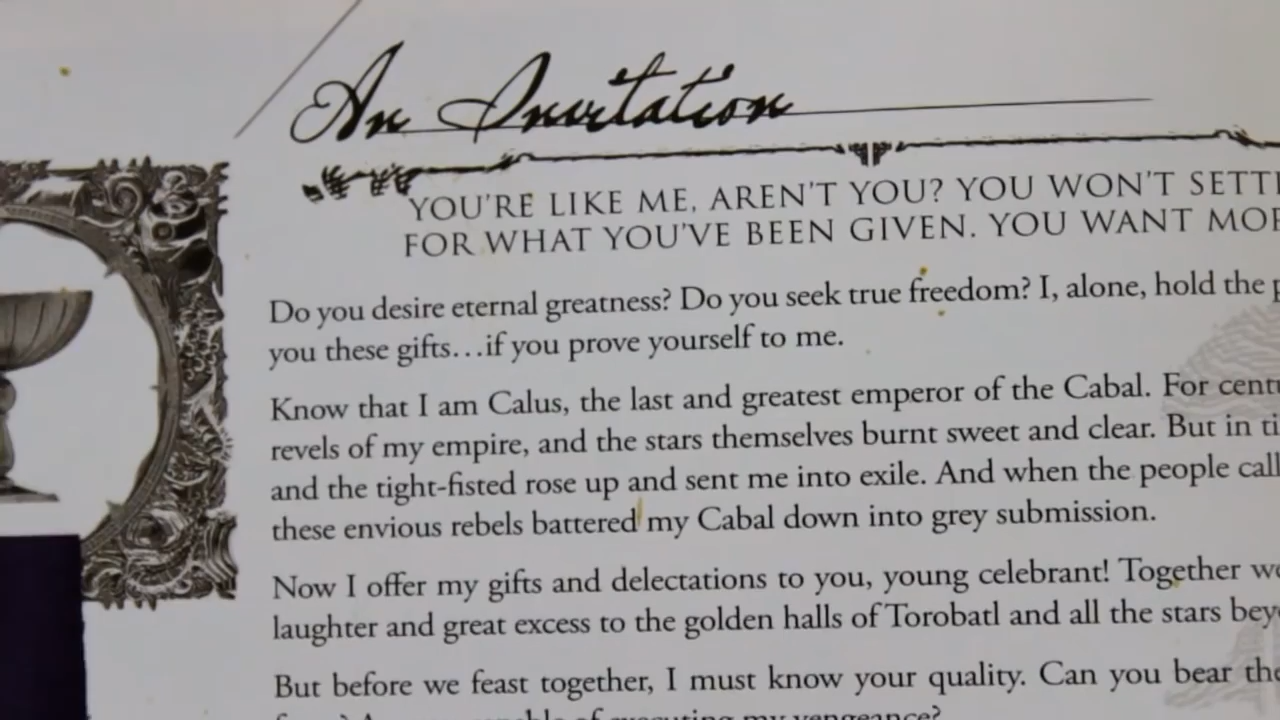 An Invitation
YOU'RE LIKE ME, AREN'T YOU? YOU WON'T
FOR WHAT YOU'VE BEEN GIVEN. YOU WANT
Do you desire eternal greatness? Do you seek true freedom? I, alone, hold the
you these gifts...if you prove yourself to me.
Know that I am Calus, the last and greatest emperor of the Cabal. For
revels of my empire, and the stars themselves burnt sweet and clear. But in
and the tight-fisted rose up and sent me into exile. And when the people
these envious rebels battered my Cabal down into grey submission.
Now I offer my gifts and delectations to you, young celebrant! Together
laughter and great excess to the golden halls of Torobatl and all the stars
But before we feast together, I must know your quality. Can you bear
of executing my vengeance?